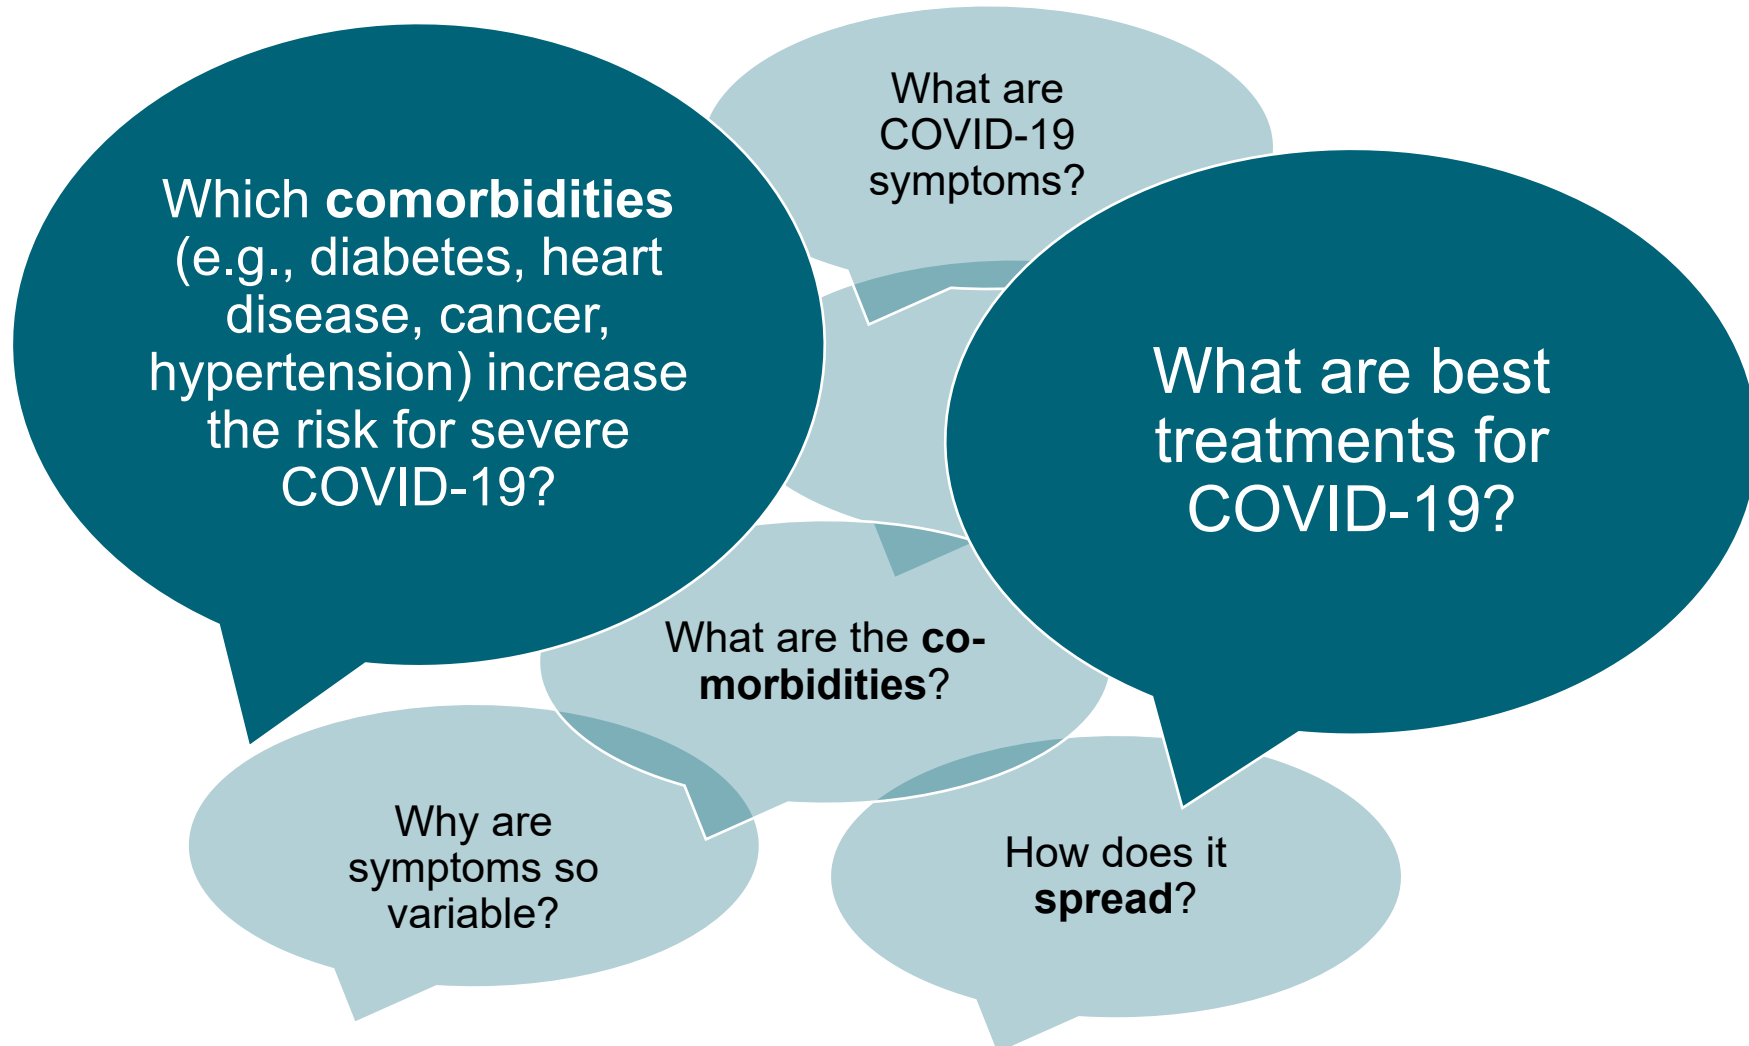 What are
COVID-19
symptoms?
Which comorbidities
(e.g., diabetes, heart
disease, cancer,
hypertension) increase
the risk for severe
COVID-19?
What are best
treatments for
COVID-19?
What are the co-
morbidities?
Why are
symptoms so
variable?
How does it
spread?